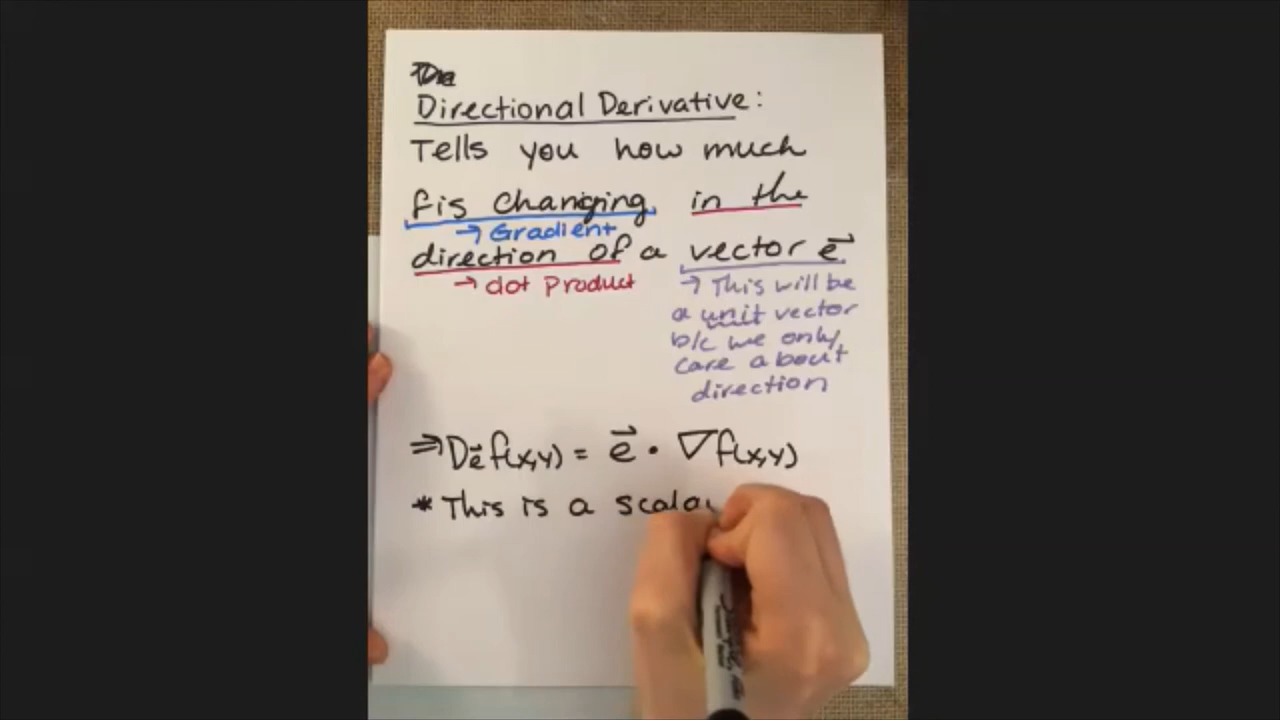 Directional Derivative:
Tells you how much
f is changing in the
→ Gradient
direction of a vector e⃗
→ dot product
→ This will be
a unit vector
b/c we only
care about
direction
⇒ De⃗ f(x,y) = e⃗ • ∇f(x,y)
* This is a scalar